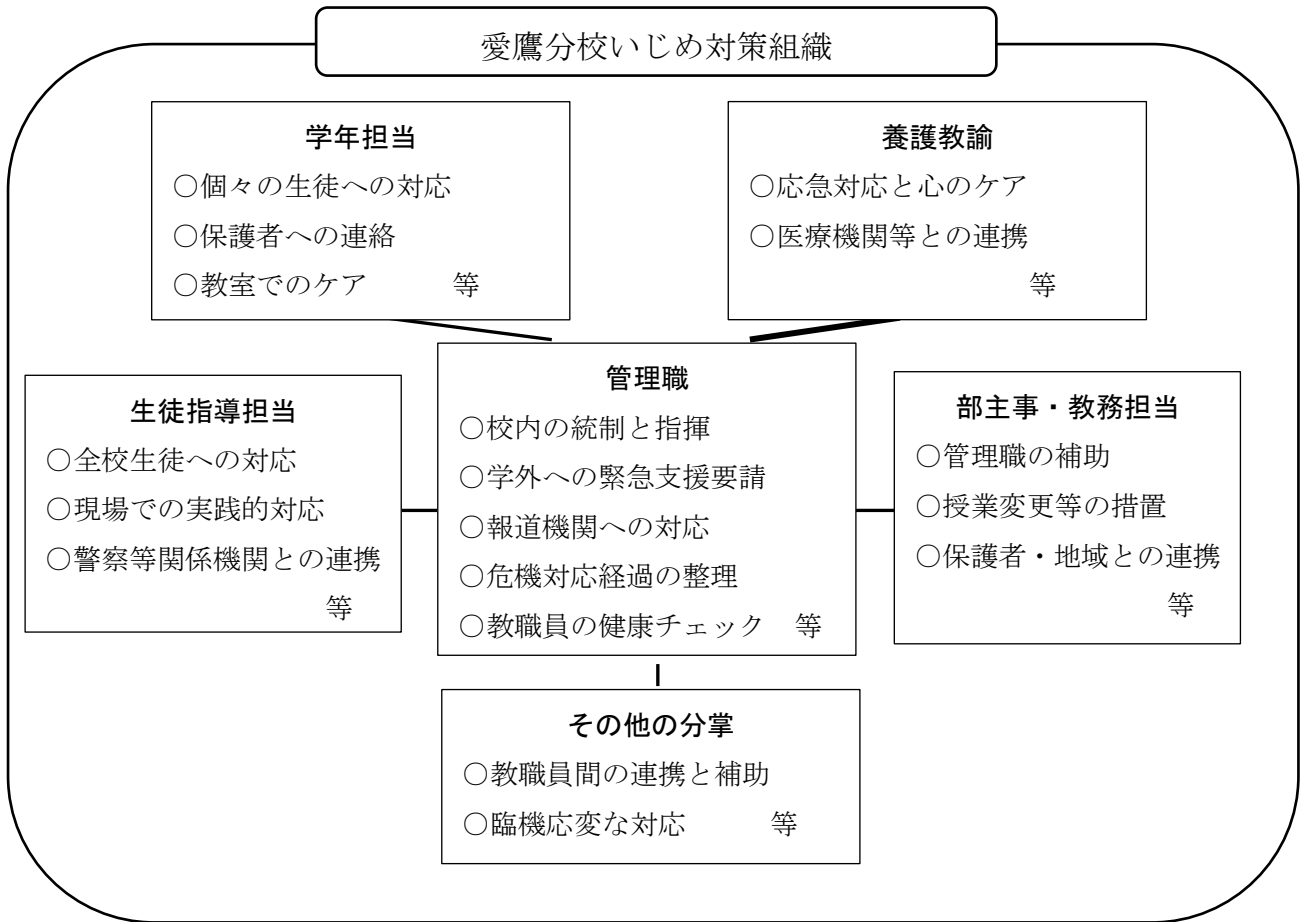 愛鷹分校いじめ対策組織
学年担当
○個々の生徒への対応
○保護者への連絡
○教室でのケア　　　等
養護教諭
○応急対応と心のケア
○医療機関等との連携
等
生徒指導担当
○全校生徒への対応
○現場での実践的対応
○警察等関係機関との連携
等
管理職
○校内の統制と指揮
○学外への緊急支援要請
○報道機関への対応
○危機対応経過の整理
○教職員の健康チェック　等
部主事・教務担当
○管理職の補助
○授業変更等の措置
○保護者・地域との連携
等
その他の分掌
○教職員間の連携と補助
○臨機応変な対応　　　等